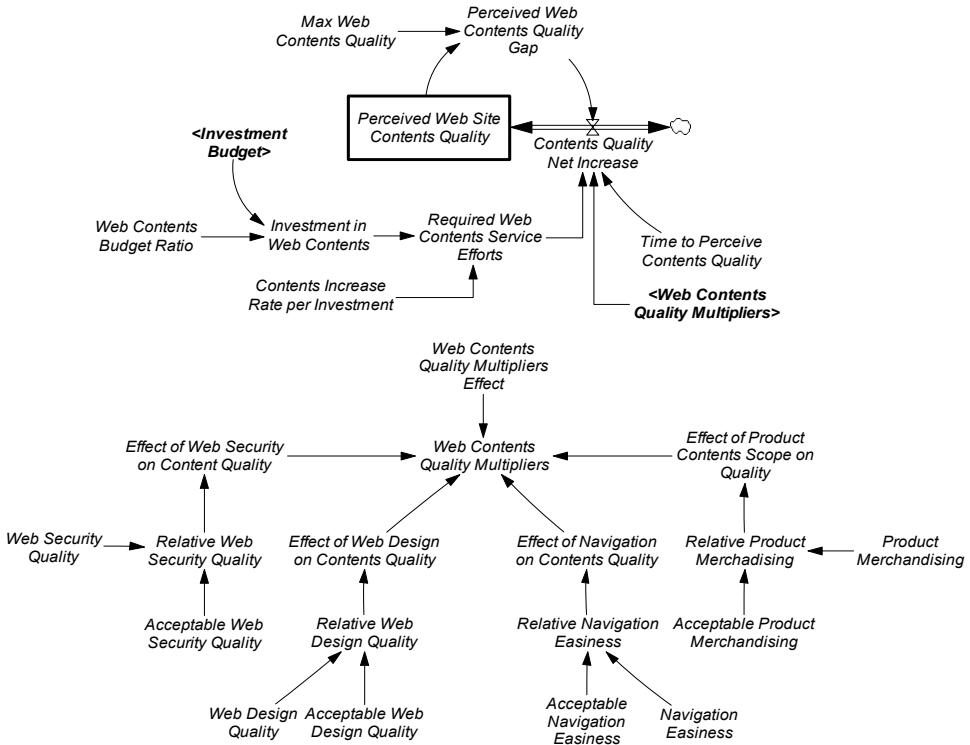 Max Web
Contents Quality
Perceived Web
Contents Quality
Gap
Perceived Web Site
Contents Quality
Contents Quality
Net Increase
<Investment
Budget>
Web Contents
Budget Ratio
Investment in
Web Contents
Required Web
Contents Service
Efforts
Time to Perceive
Contents Quality
Contents Increase
Rate per Investment
<Web Contents
Quality Multipliers>
Web Contents
Quality Multipliers
Effect
Effect of Web Security
on Content Quality
Web Contents
Quality Multipliers
Effect of Product
Contents Scope on
Quality
Web Security
Quality
Relative Web
Security Quality
Effect of Web Design
on Contents Quality
Effect of Navigation
on Contents Quality
Relative Product
Merchadising
Product
Merchandising
Acceptable Web
Security Quality
Relative Web
Design Quality
Relative Navigation
Easiness
Acceptable Product
Merchandising
Web Design
Quality
Acceptable Web
Design Quality
Acceptable
Navigation
Easiness
Navigation
Easiness